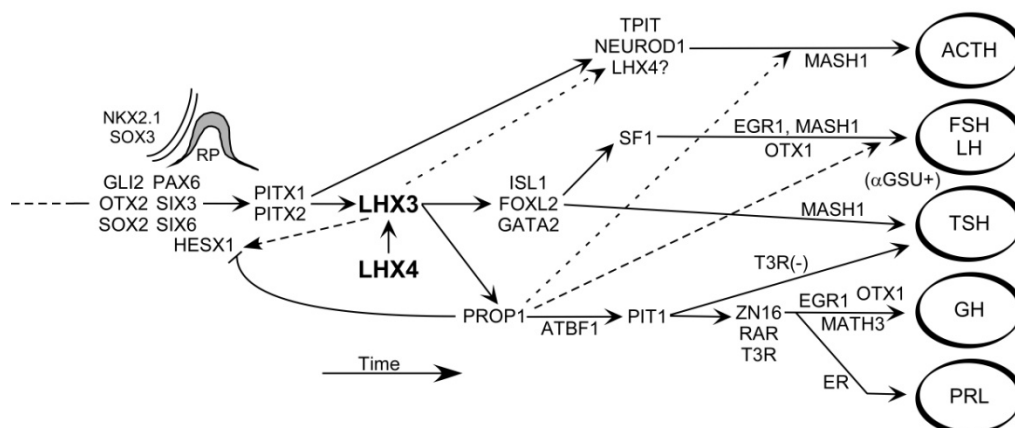 TPIT
NEUROD1
LHX4?
MASH1
ACTH
NKX2.1
SOX3
RP
SF1
EGR1, MASH1
OTX1
FSH
LH
(αGSU+)
GLI2 PAX6
OTX2 SIX3
SOX2 SIX6
HESX1
PITX1
PITX2
LHX3
LHX4
ISL1
FOXL2
GATA2
MASH1
TSH
T3R(-)
PROP1
ATBF1
PIT1
ZN16
RAR
T3R
EGR1
OTX1
MATH3
GH
Time
ER
PRL